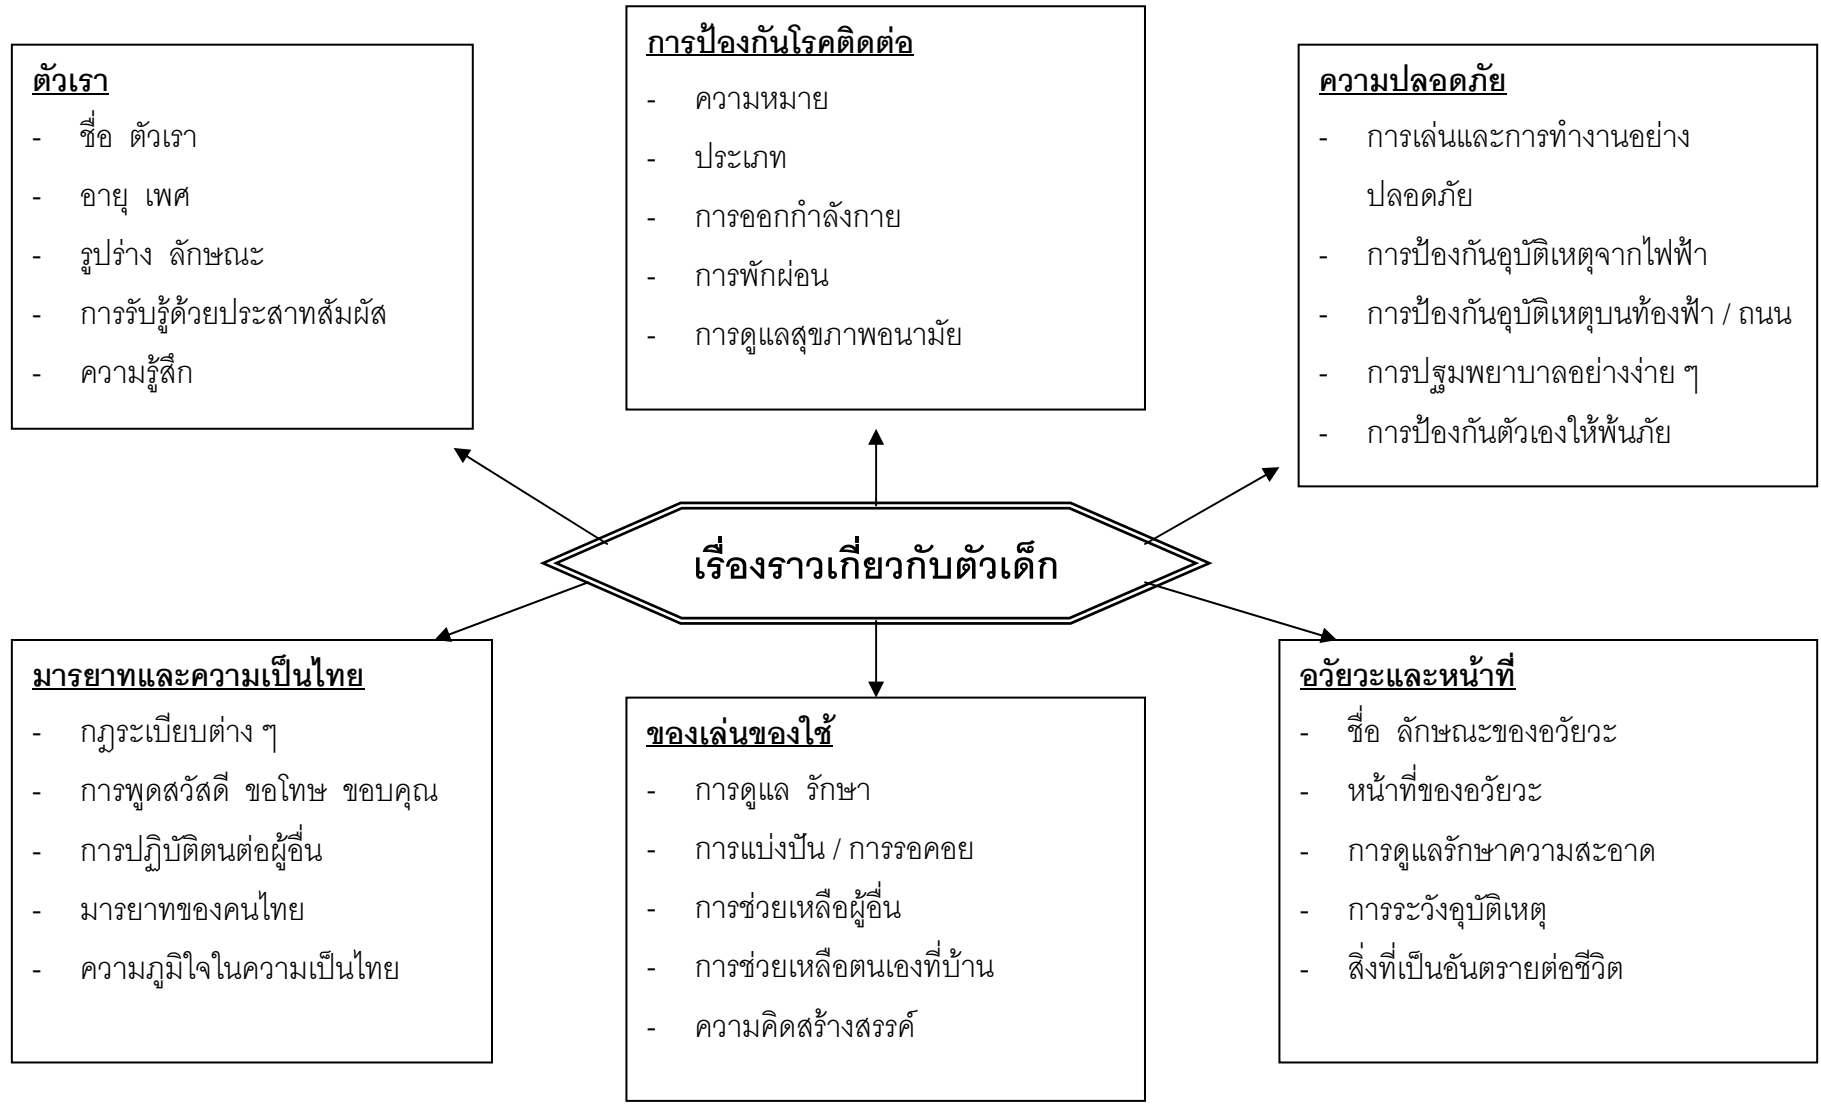 ตัวเรา
- ชื่อ ตัวเรา
- อายุ เพศ
- รูปร่าง ลักษณะ
- การรับรู้ด้วยประสาทสัมผัส
- ความรู้สึก
การป้องกันโรคติดต่อ
- ความหมาย
- ประเภท
- การออกกำลังกาย
- การพักผ่อน
- การดูแลสุขภาพอนามัย
ความปลอดภัย
- การเล่นและการทำงานอย่าง
ปลอดภัย
- การป้องกันอุบัติเหตุจากไฟฟ้า
- การป้องกันอุบัติเหตุบนท้องฟ้า / ถนน
- การปฐมพยาบาลอย่างง่าย ๆ
- การป้องกันตัวเองให้พ้นภัย
เรื่องราวเกี่ยวกับตัวเด็ก
มารยาทและความเป็นไทย
- กฎระเบียบต่าง ๆ
- การพูดสวัสดี ขอโทษ ขอบคุณ
- การปฏิบัติตนต่อผู้อื่น
- มารยาทของคนไทย
- ความภูมิใจในความเป็นไทย
ของเล่นของใช้
- การดูแล รักษา
- การแบ่งปัน / การรอคอย
- การช่วยเหลือผู้อื่น
- การช่วยเหลือตนเองที่บ้าน
- ความคิดสร้างสรรค์
อวัยวะและหน้าที่
- ชื่อ ลักษณะของอวัยวะ
- หน้าที่ของอวัยวะ
- การดูแลรักษาความสะอาด
- การระวังอุบัติเหตุ
- สิ่งที่เป็นอันตรายต่อชีวิต